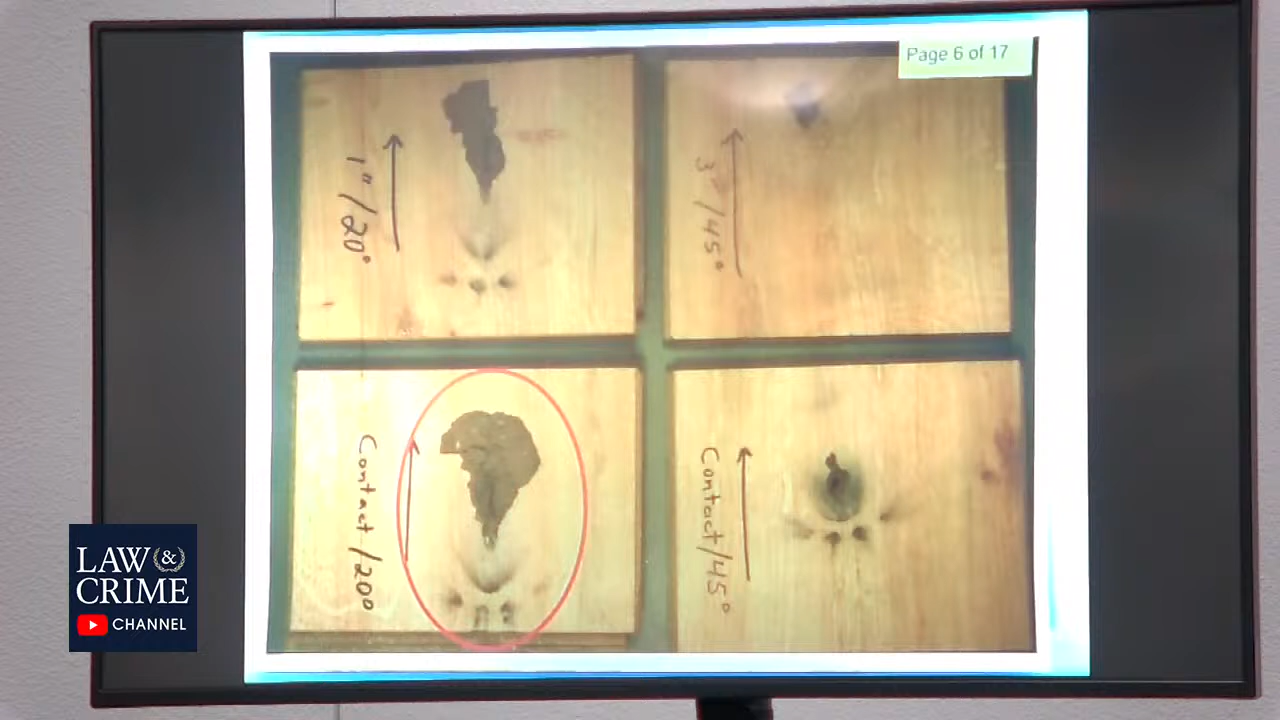 Page 6 of 17
1"/20°
3"/45°
Contact/20°
Contact/45°
LAW &
CRIME
CHANNEL